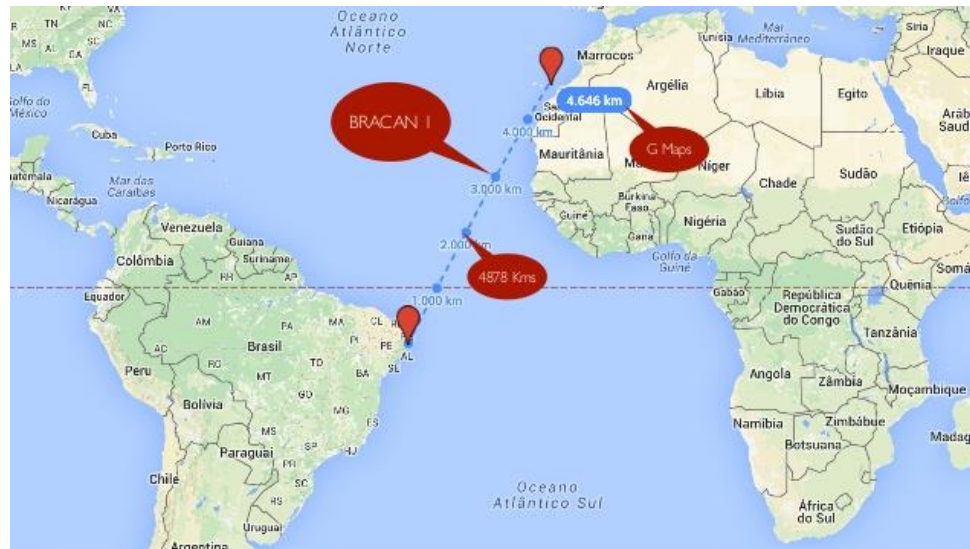 Oceano
Atlântico
Norte
TN
NC
MS
AL
SC
GA
LA
Golfo do
México
Cuba
Porto Rico
Guatemala
Mar das
Caraíbas
Nicarágua
Venezuela
Guiana
Suriname
Colômbia
RR
AP
Equador
AM
PA
MA
CE
PI
PE
AL
SE
AC
RO
TO
BA
Brasil
Peru
MT
GO
MG
ES
Bolívia
MS
SP
RJ
Paraguai
PR
SC
Chile
RS
Uruguai
Argentina
BRACAN I
4.646 km
G Maps
4.000 km
3.000 km
2.000 km
4878 Kms
1.000 km
Tunísia
Mar
Mediterrâneo
Síria
Iraque
Marrocos
Argélia
Líbia
Egito
Ocidental
Mauritânia
Níger
Chade
Sudão
Burkina
Faso
Guiné
Gana
Nigéria
Sudão
do Sul
Etiópia
Golfo da
Guiné
Gabão
República
Democrática
do Congo
Quênia
Tanzânia
Angola
Zâmbia
Moçambique
Namíbia
Zimbábue
Botsuana
África
do Sul
Oceano
Atlântico Sul